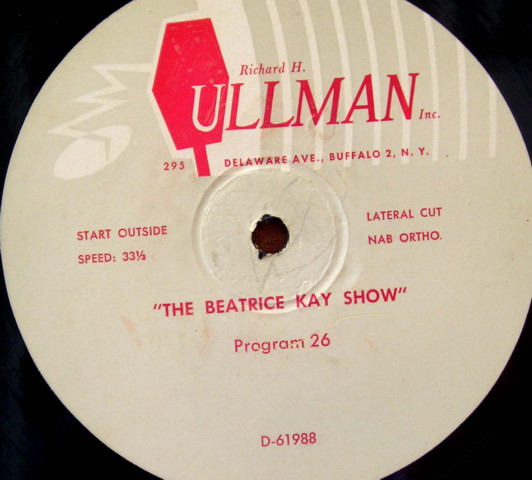 Richard H.
ULLMAN Inc.
295 DELAWARE AVE., BUFFALO 2, N. Y.
START OUTSIDE
SPEED: 33⅓
LATERAL CUT
NAB ORTHO.
"THE BEATRICE KAY SHOW"
Program 26
D-61988